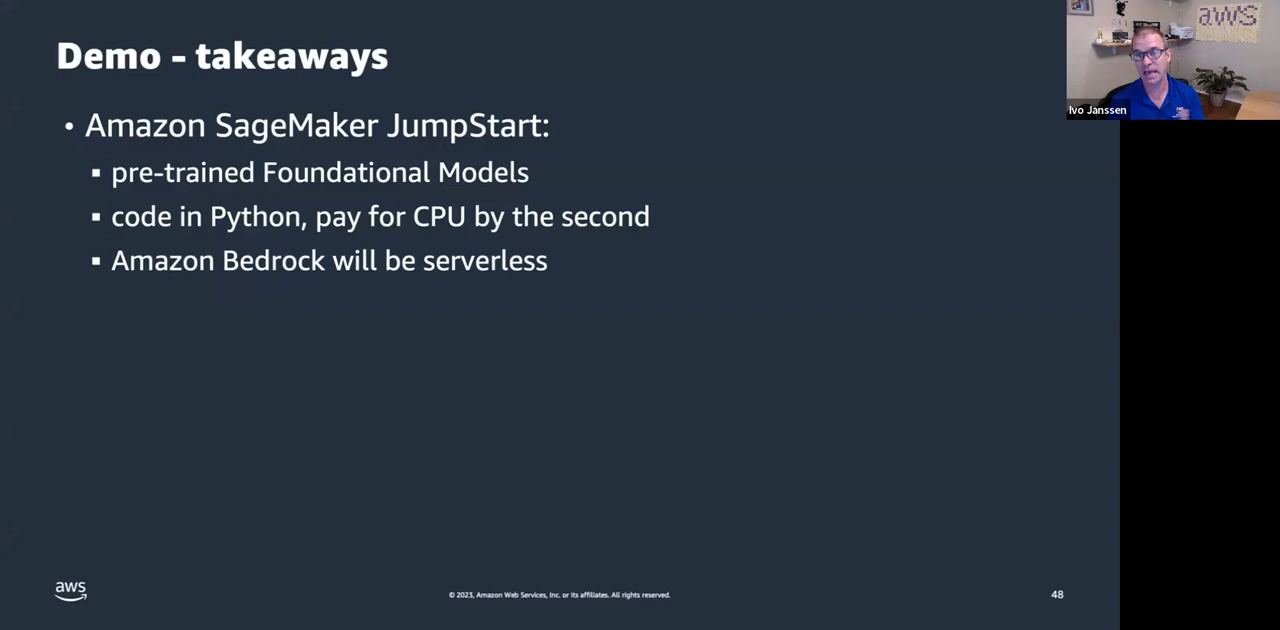 Demo - takeaways
• Amazon SageMaker JumpStart:
▪ pre-trained Foundational Models
▪ code in Python, pay for CPU by the second
▪ Amazon Bedrock will be serverless
aws
Ivo Janssen
aws
© 2023, Amazon Web Services, Inc. or its affiliates. All rights reserved.
48